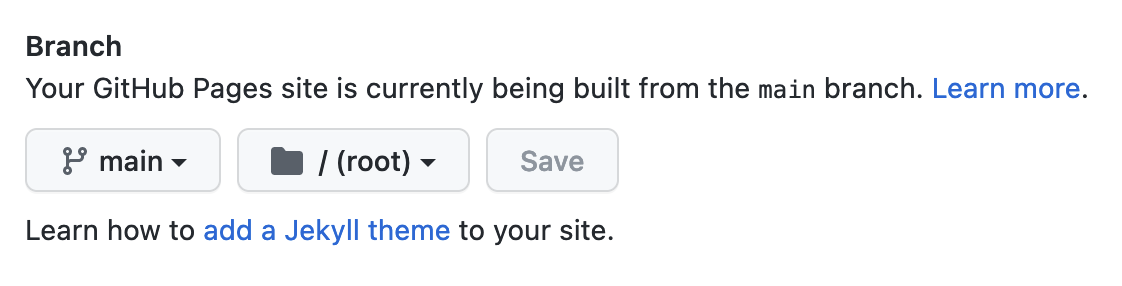 Branch
Your GitHub Pages site is currently being built from the main branch. Learn more.
main / (root) Save
Learn how to add a Jekyll theme to your site.